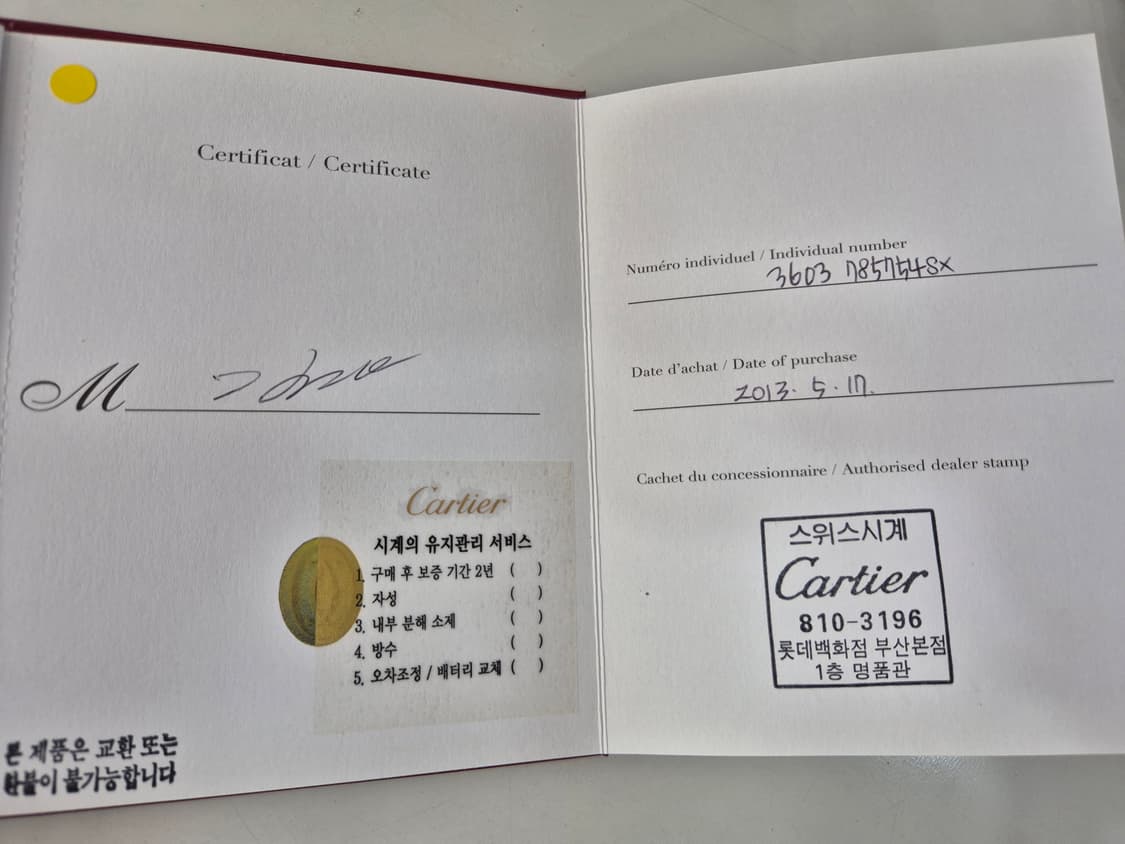 Certificat / Certificate
M
Cartier
시계의 유지관리 서비스
1. 구매 후 보증 기간 2년 ( )
2. 자성 ( )
3. 내부 분해 소제 ( )
4. 방수 ( )
5. 오차조정 / 배터리 교체 ( )
본 제품은 교환 또는
환불이 불가능합니다
Numéro individuel / Individual number
3603 785754SX
Date d'achat / Date of purchase
2013. 5. 17.
Cachet du concessionnaire / Authorised dealer stamp
스위스시계
Cartier
810-3196
롯데백화점 부산본점
1층 명품관